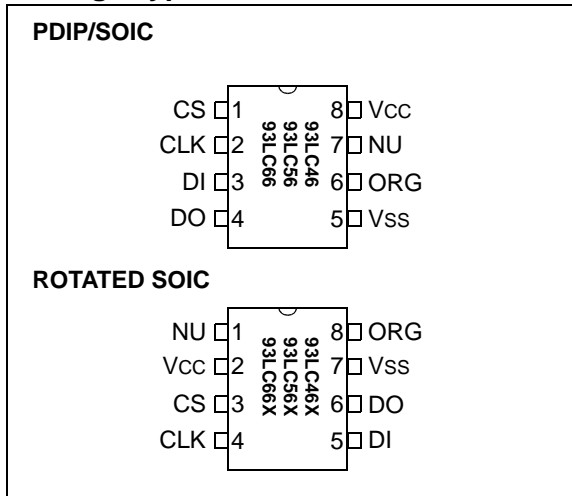 PDIP/SOIC
CS 1 8 VCC
CLK 2 7 NU
DI 3 6 ORG
DO 4 5 VSS
93LC46
93LC56
93LC66
ROTATED SOIC
NU 1 8 ORG
VCC 2 7 VSS
CS 3 6 DO
CLK 4 5 DI
93LC46X
93LC56X
93LC66X